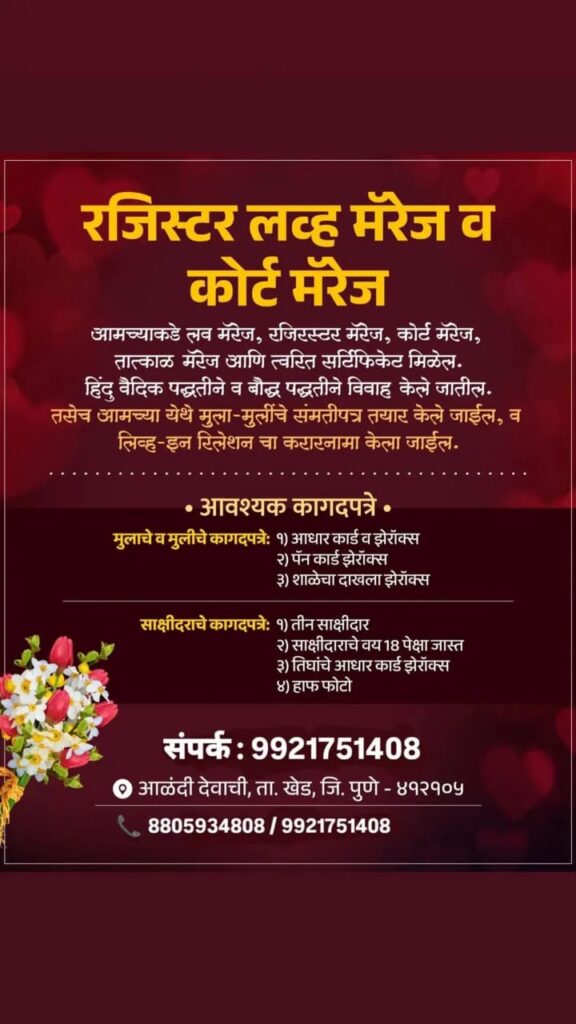 रजिस्टर लव्ह मॅरेज व
कोर्ट मॅरेज
आमच्याकडे लव मॅरेज, रजिरस्टर मॅरेज, कोर्ट मॅरेज,
तात्काळ मॅरेज आणि त्वरित सर्टिफिकेट मिळेल.
हिंदु वैदिक पद्धतीने व बौद्ध पद्धतीने विवाह केले जातील.
तसेच आमच्या येथे मुला-मुलींचे संमतीपत्र तयार केले जाईल, व
लिव्ह-इन रिलेशन चा करारनामा केला जाईल.
• आवश्यक कागदपत्रे •
मुलाचे व मुलीचे कागदपत्रे: १) आधार कार्ड व झेरॉक्स
२) पॅन कार्ड झेरॉक्स
३) शाळेचा दाखला झेरॉक्स
साक्षीदराचे कागदपत्रे: १) तीन साक्षीदार
२) साक्षीदाराचे वय 18 पेक्षा जास्त
३) तिघांचे आधार कार्ड झेरॉक्स
४) हाफ फोटो
संपर्क : 9921751408
आळंदी देवाची, ता. खेड, जि. पुणे - ४१२१०५
8805934808 / 9921751408